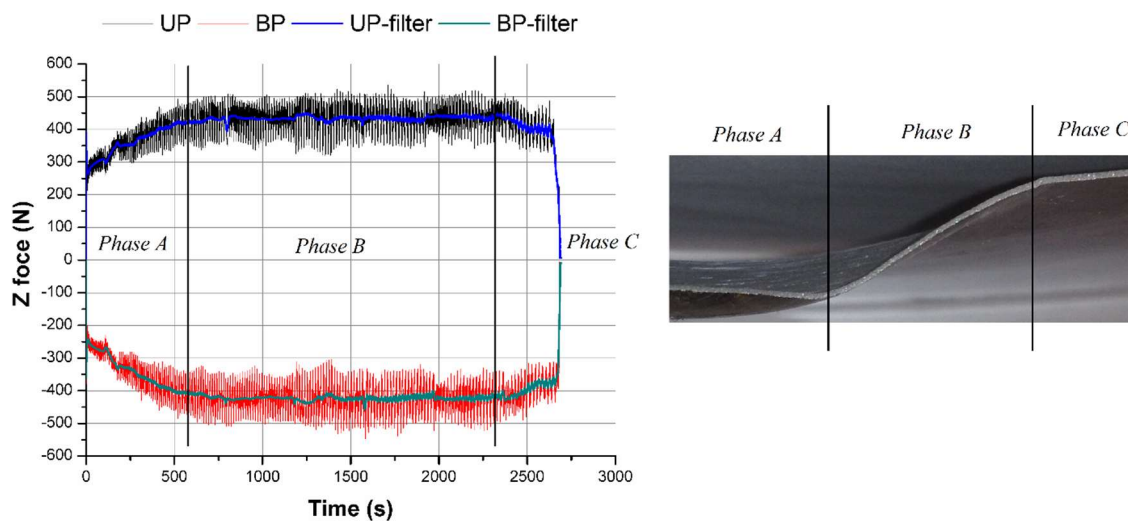 UP BP UP-filter BP-filter
600
500
400
300
200
100
0
-100
-200
-300
-400
-500
-600
Z foce (N)
Phase A Phase B Phase C
0 500 1000 1500 2000 2500 3000
Time (s)
Phase A Phase B Phase C